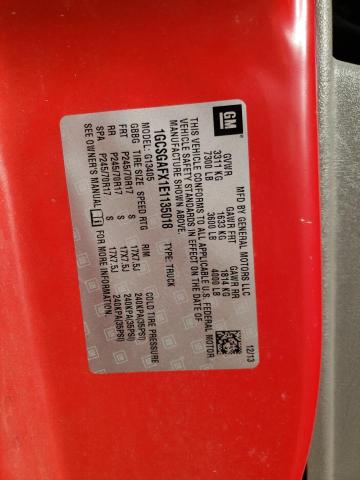 GM
MFD BY GENERAL MOTORS LLC
12/13
GVWR GAWR FRT GAWR RR
3311 KG 1633 KG 1814 KG
7300 LB 3600 LB 4000 LB
THIS VEHICLE CONFORMS TO ALL APPLICABLE U.S. FEDERAL MOTOR
VEHICLE SAFETY STANDARDS IN EFFECT ON THE DATE OF
MANUFACTURE SHOWN ABOVE.
1GCSGAFX1E1135018 TYPE: TRUCK
MODEL: G13405
GBBG TIRE SIZE SPEED RTG RIM COLD TIRE PRESSURE
FRT P245/70R17 S 17X7.5J 240KPA(35PSI)
RR P245/70R17 S 17X7.5J 240KPA(35PSI)
SPA P245/70R17 S 17X7.5J 240KPA(35PSI)
SEE OWNER'S MANUAL FOR MORE INFORMATION